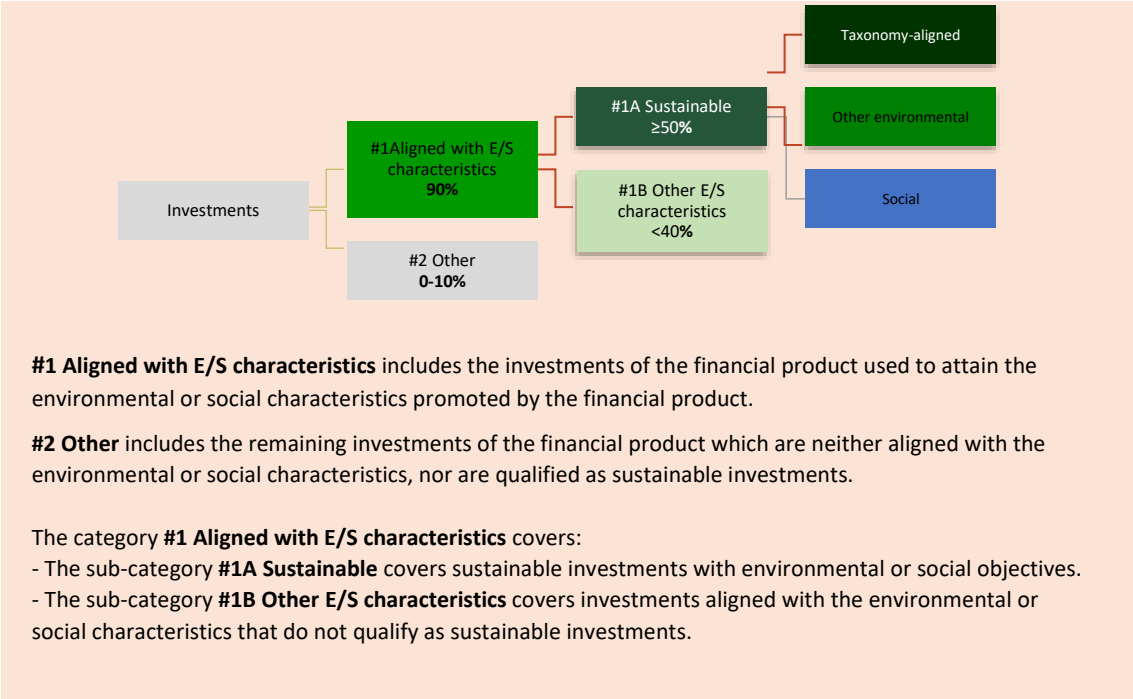 Taxonomy-aligned
#1A Sustainable
≥50%
Other environmental
#1Aligned with E/S
characteristics
90%
#1B Other E/S
characteristics
<40%
Social
Investments
#2 Other
0-10%
#1 Aligned with E/S characteristics includes the investments of the financial product used to attain the
environmental or social characteristics promoted by the financial product.
#2 Other includes the remaining investments of the financial product which are neither aligned with the
environmental or social characteristics, nor are qualified as sustainable investments.
The category #1 Aligned with E/S characteristics covers:
- The sub-category #1A Sustainable covers sustainable investments with environmental or social objectives.
- The sub-category #1B Other E/S characteristics covers investments aligned with the environmental or
social characteristics that do not qualify as sustainable investments.